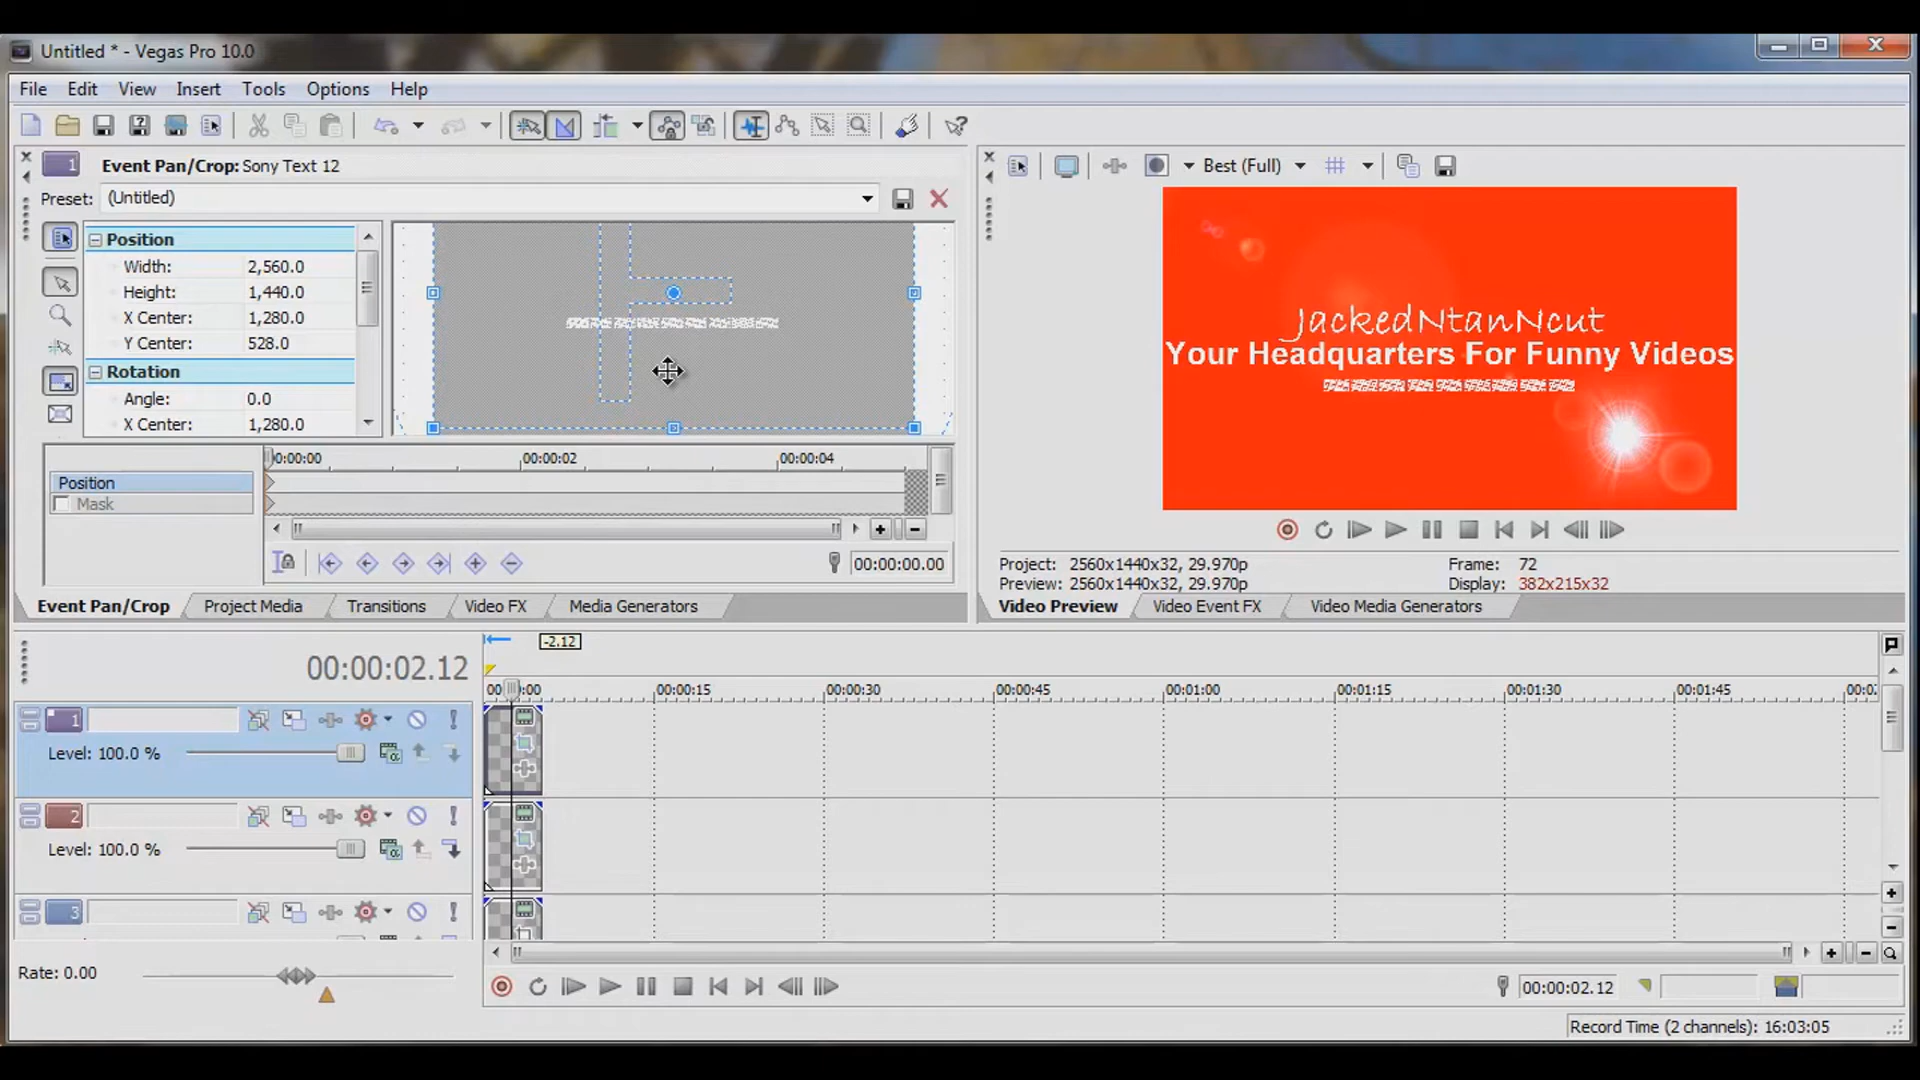 Untitled * - Vegas Pro 10.0
File Edit View Insert Tools Options Help
1 Event Pan/Crop: Sony Text 12
Preset: (Untitled)
Position
Width: 2,560.0
Height: 1,440.0
X Center: 1,280.0
Y Center: 528.0
Rotation
Angle: 0.0
X Center: 1,280.0
00:00:02 00:00:04
Position
Mask
00:00:00.00
Event Pan/Crop Project Media Transitions Video FX Media Generators
Best (Full)
JackedNtanNcut
Your Headquarters For Funny Videos
Project: 2560x1440x32, 29.970p Frame: 72
Preview: 2560x1440x32, 29.970p Display: 382x215x32
Video Preview Video Event FX Video Media Generators
-2.12
00:00:02.12
00:00:15 00:00:30 00:00:45 00:01:00 00:01:15 00:01:30 00:01:45
1
Level: 100.0 %
2
Level: 100.0 %
3
Rate: 0.00
00:00:02.12
Record Time (2 channels): 16:03:05